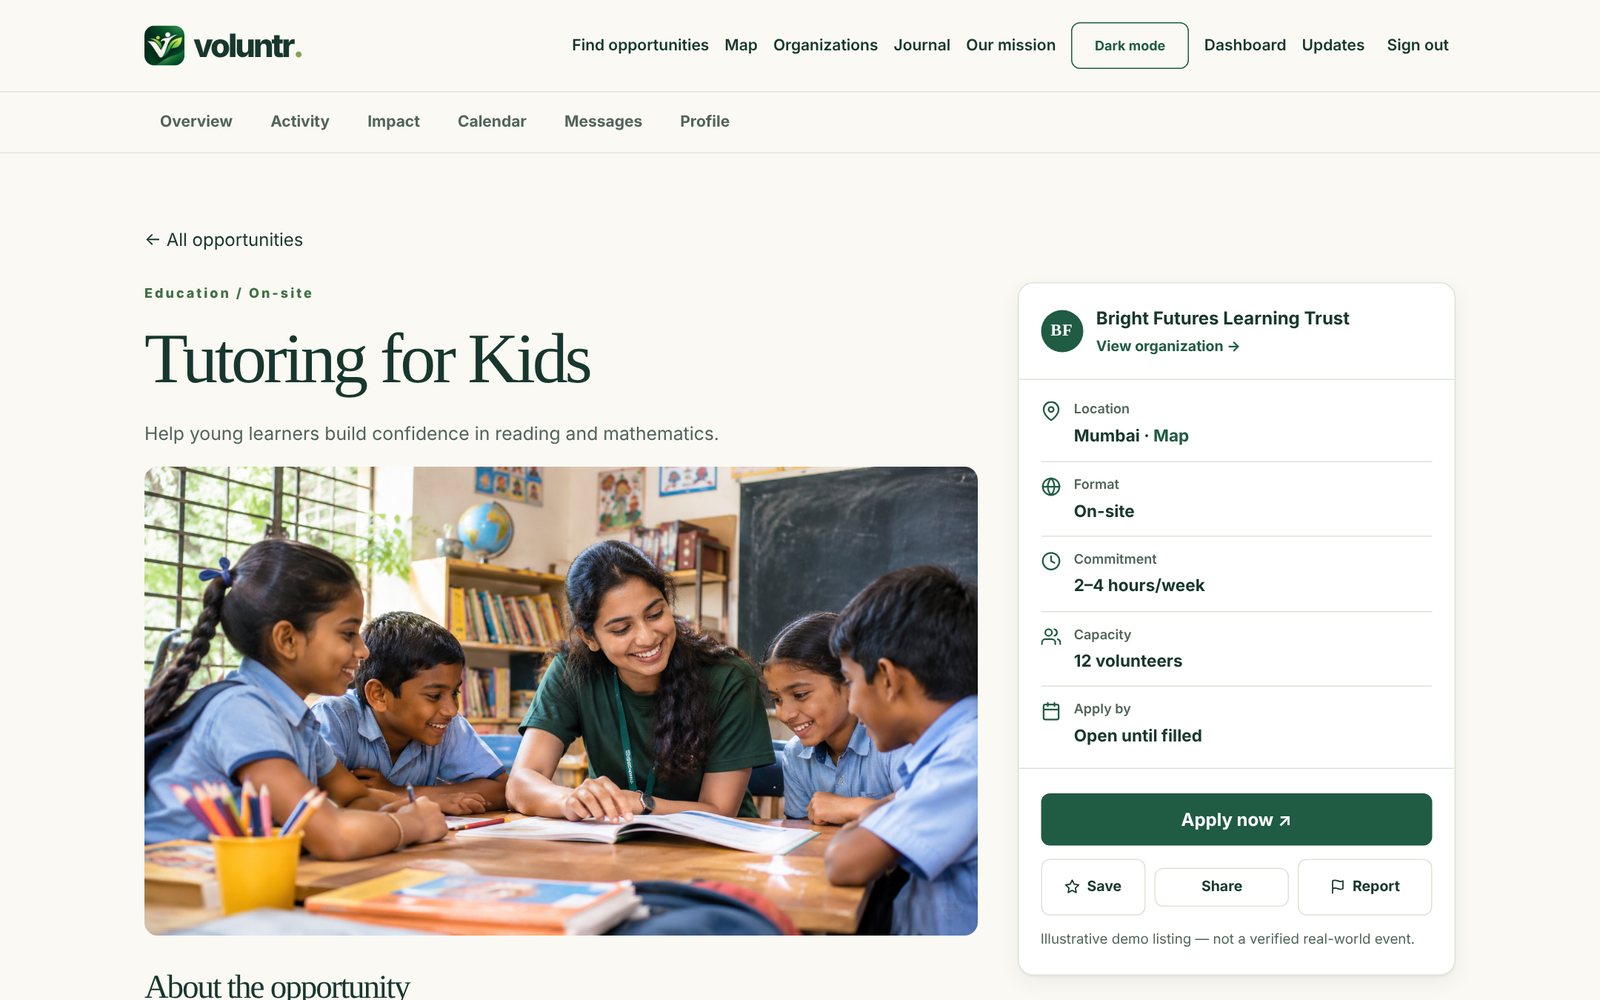 voluntr.
Find opportunities Map Organizations Journal Our mission Dark mode Dashboard Updates Sign out
Overview Activity Impact Calendar Messages Profile
← All opportunities
Education / On-site
Tutoring for Kids
Help young learners build confidence in reading and mathematics.
About the opportunity
BF
Bright Futures Learning Trust
View organization →
Location
Mumbai · Map
Format
On-site
Commitment
2–4 hours/week
Capacity
12 volunteers
Apply by
Open until filled
Apply now ↗
Save Share Report
Illustrative demo listing — not a verified real-world event.